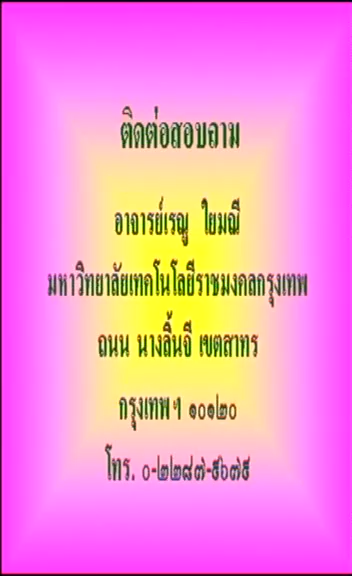 ติดต่อสอบถาม
อาจารย์เรณู ใยมณี
มหาวิทยาลัยเทคโนโลยีราชมงคลกรุงเทพ
ถนน นางลิ้นจี่ เขตสาทร
กรุงเทพฯ ๑๐๑๒๐
โทร. ๐-๒๒๘๗-๙๖๗๙